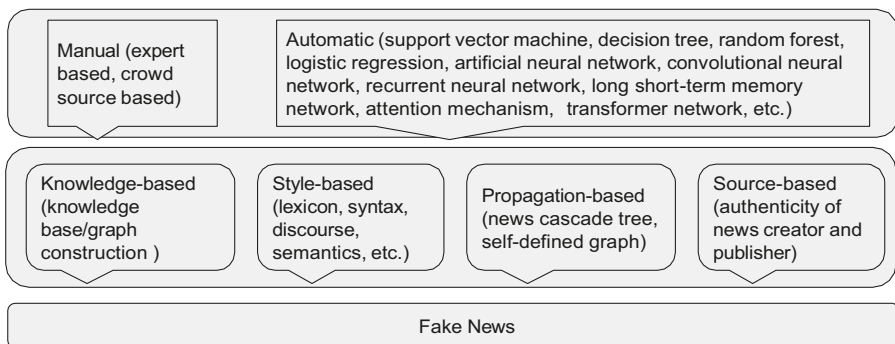 Manual (expert
based, crowd
source based)
Automatic (support vector machine, decision tree, random forest,
logistic regression, artificial neural network, convolutional neural
network, recurrent neural network, long short-term memory
network, attention mechanism, transformer network, etc.)
Knowledge-based
(knowledge
base/graph
construction )
Style-based
(lexicon, syntax,
discourse,
semantics, etc.)
Propagation-based
(news cascade tree,
self-defined graph)
Source-based
(authenticity of
news creator and
publisher)
Fake News